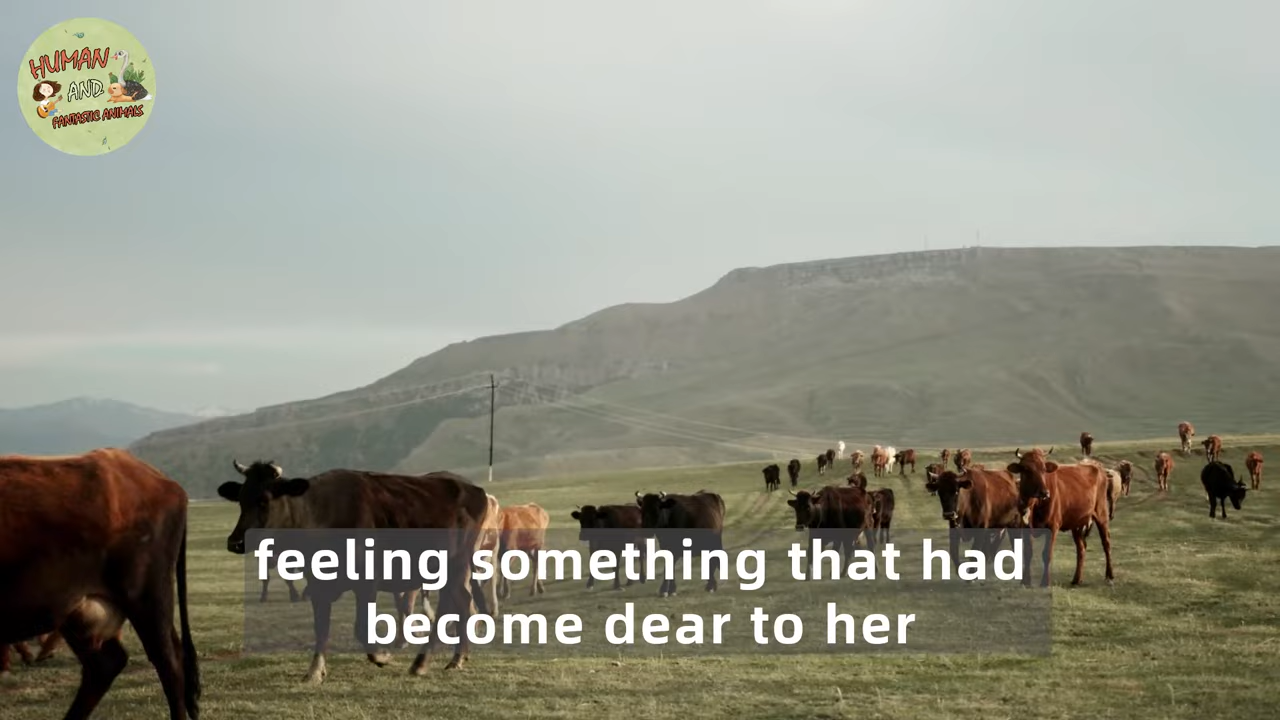 HUMAN
AND
FANTASTIC ANIMALS
feeling something that had
become dear to her